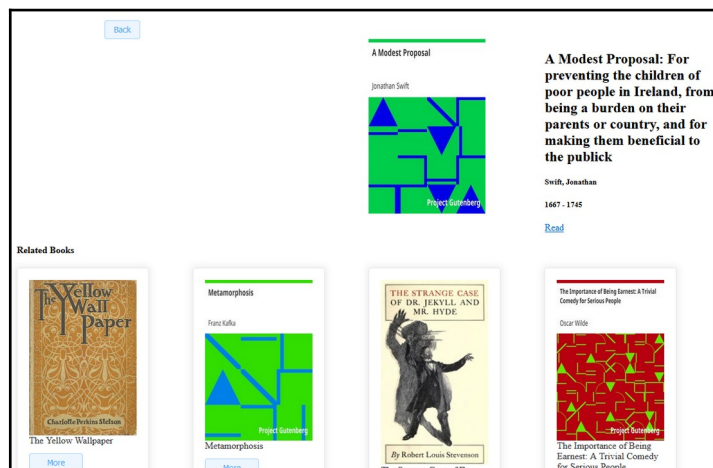 Back
A Modest Proposal
Jonathan Swift
Project Gutenberg
A Modest Proposal: For
preventing the children of
poor people in Ireland, from
being a burden on their
parents or country, and for
making them beneficial to
the publick
Swift, Jonathan
1667 - 1745
Read
Related Books
The Yellow
Wall
Paper
Charlotte Perkins Stetson
The Yellow Wallpaper
More
Metamorphosis
Franz Kafka
Project Gutenberg
Metamorphosis
More
THE STRANGE CASE
OF DR. JEKYLL AND
MR. HYDE
By Robert Louis Stevenson
The Importance of Being Earnest: A Trivial
Comedy for Serious People
Oscar Wilde
Project Gutenberg
The Importance of Being
Earnest: A Trivial Comedy
for Serious People